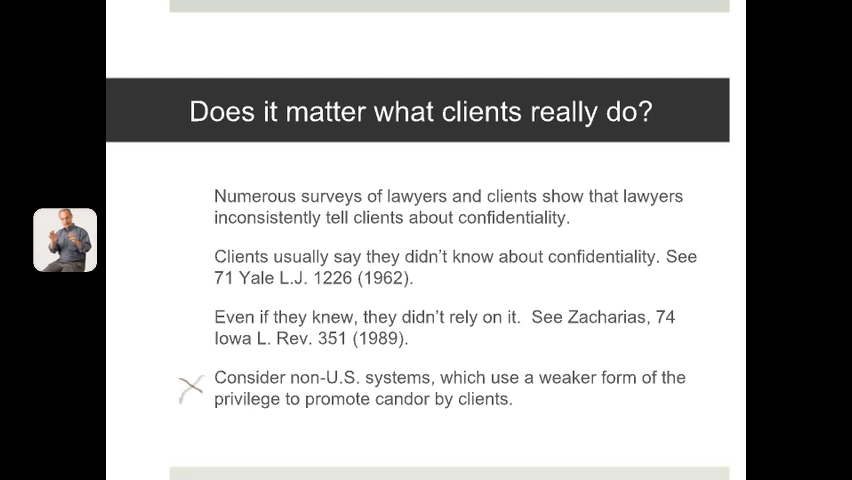 Does it matter what clients really do?
Numerous surveys of lawyers and clients show that lawyers
inconsistently tell clients about confidentiality.
Clients usually say they didn't know about confidentiality. See
71 Yale L.J. 1226 (1962).
Even if they knew, they didn't rely on it.  See Zacharias, 74
Iowa L. Rev. 351 (1989).
Consider non-U.S. systems, which use a weaker form of the
privilege to promote candor by clients.